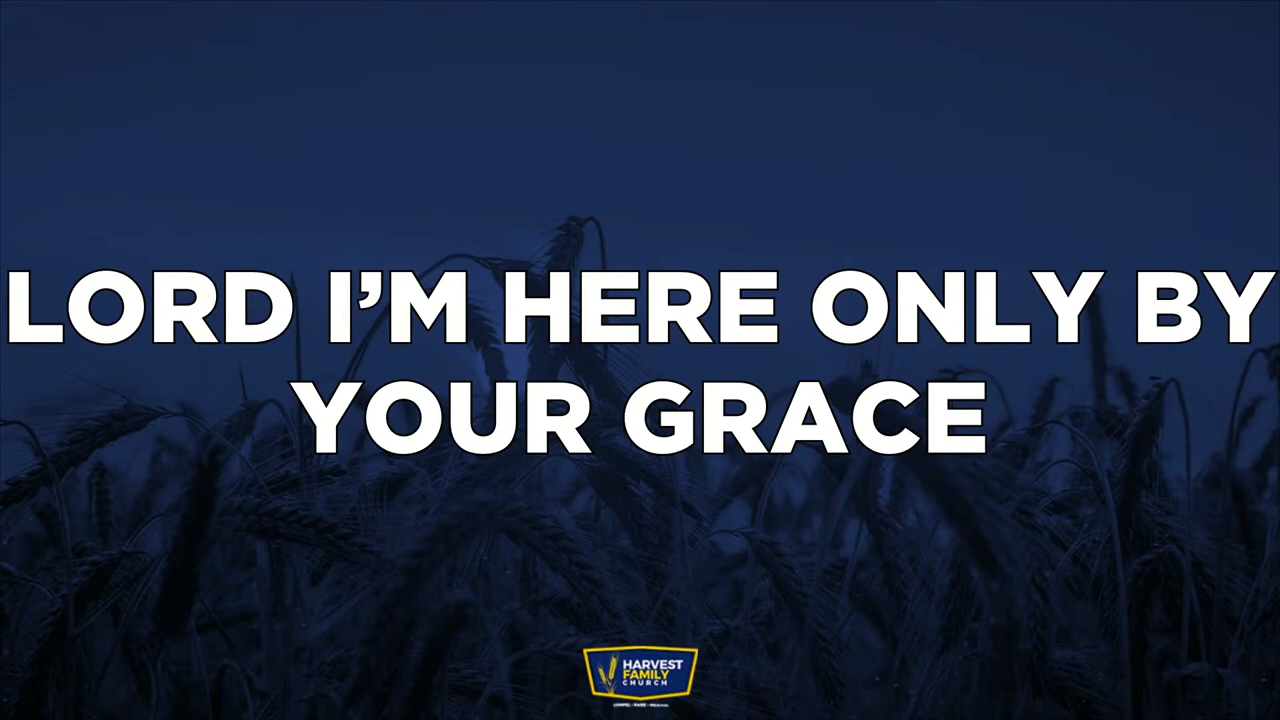 LORD I’M HERE ONLY BY
YOUR GRACE
HARVEST
FAMILY
CHURCH